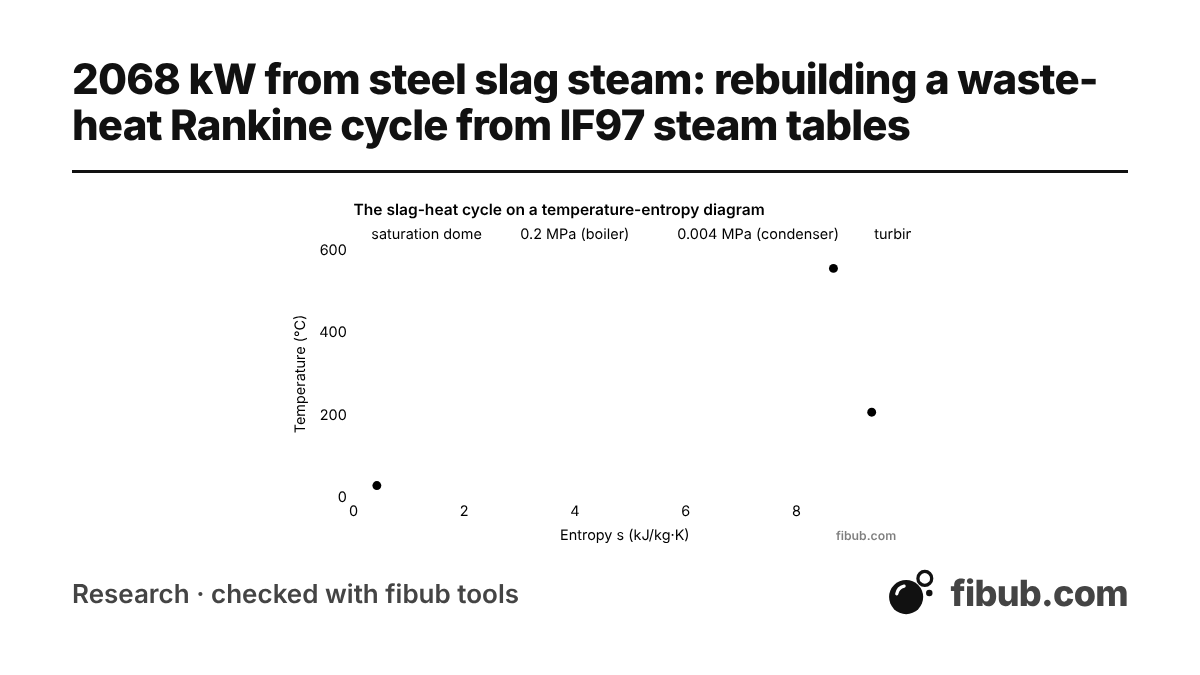 2068 kW from steel slag steam: rebuilding a waste-
heat Rankine cycle from IF97 steam tables
The slag-heat cycle on a temperature-entropy diagram
saturation dome 0.2 MPa (boiler) 0.004 MPa (condenser) turbin
600
400
200
0
Temperature (°C)
0 2 4 6 8
Entropy s (kJ/kg·K)
fibub.com
Research · checked with fibub tools
fibub.com